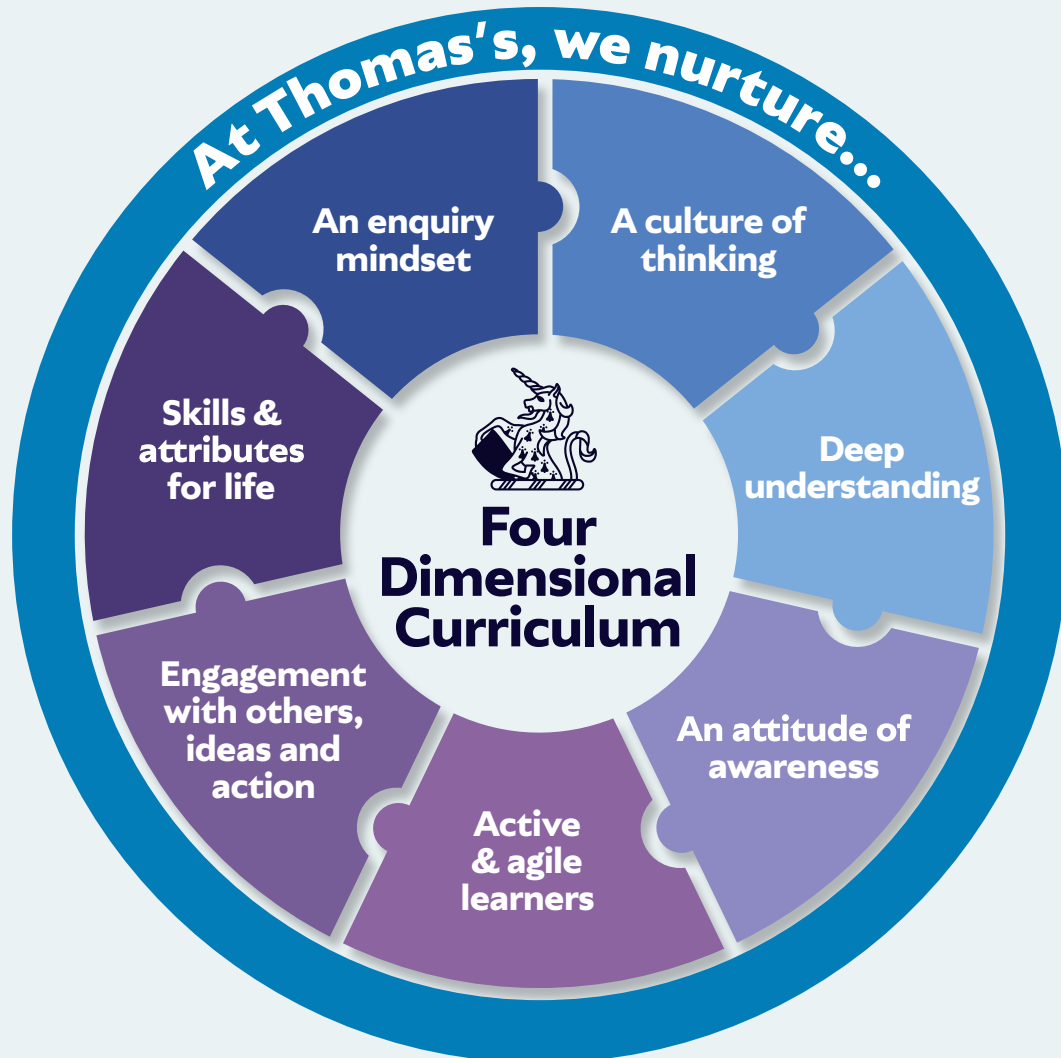 At Thomas's, we nurture...
An enquiry
mindset
A culture of
thinking
Deep
understanding
An attitude of
awareness
Active
& agile
learners
Engagement
with others,
ideas and
action
Skills &
attributes
for life
Four
Dimensional
Curriculum